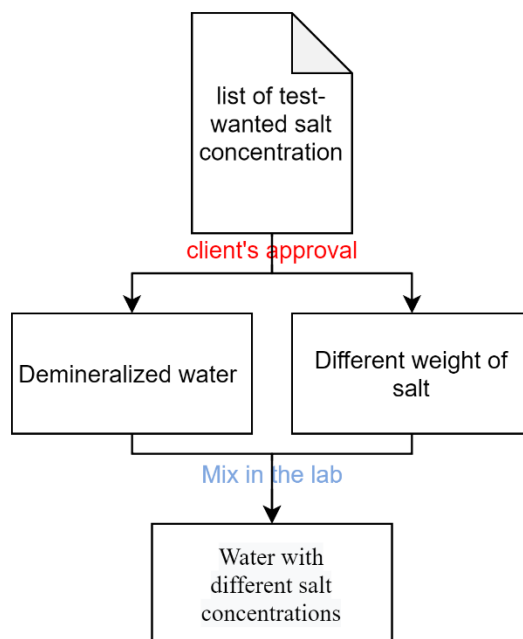 list of test-
wanted salt
concentration
client's approval
Demineralized water
Different weight of
salt
Mix in the lab
Water with
different salt
concentrations